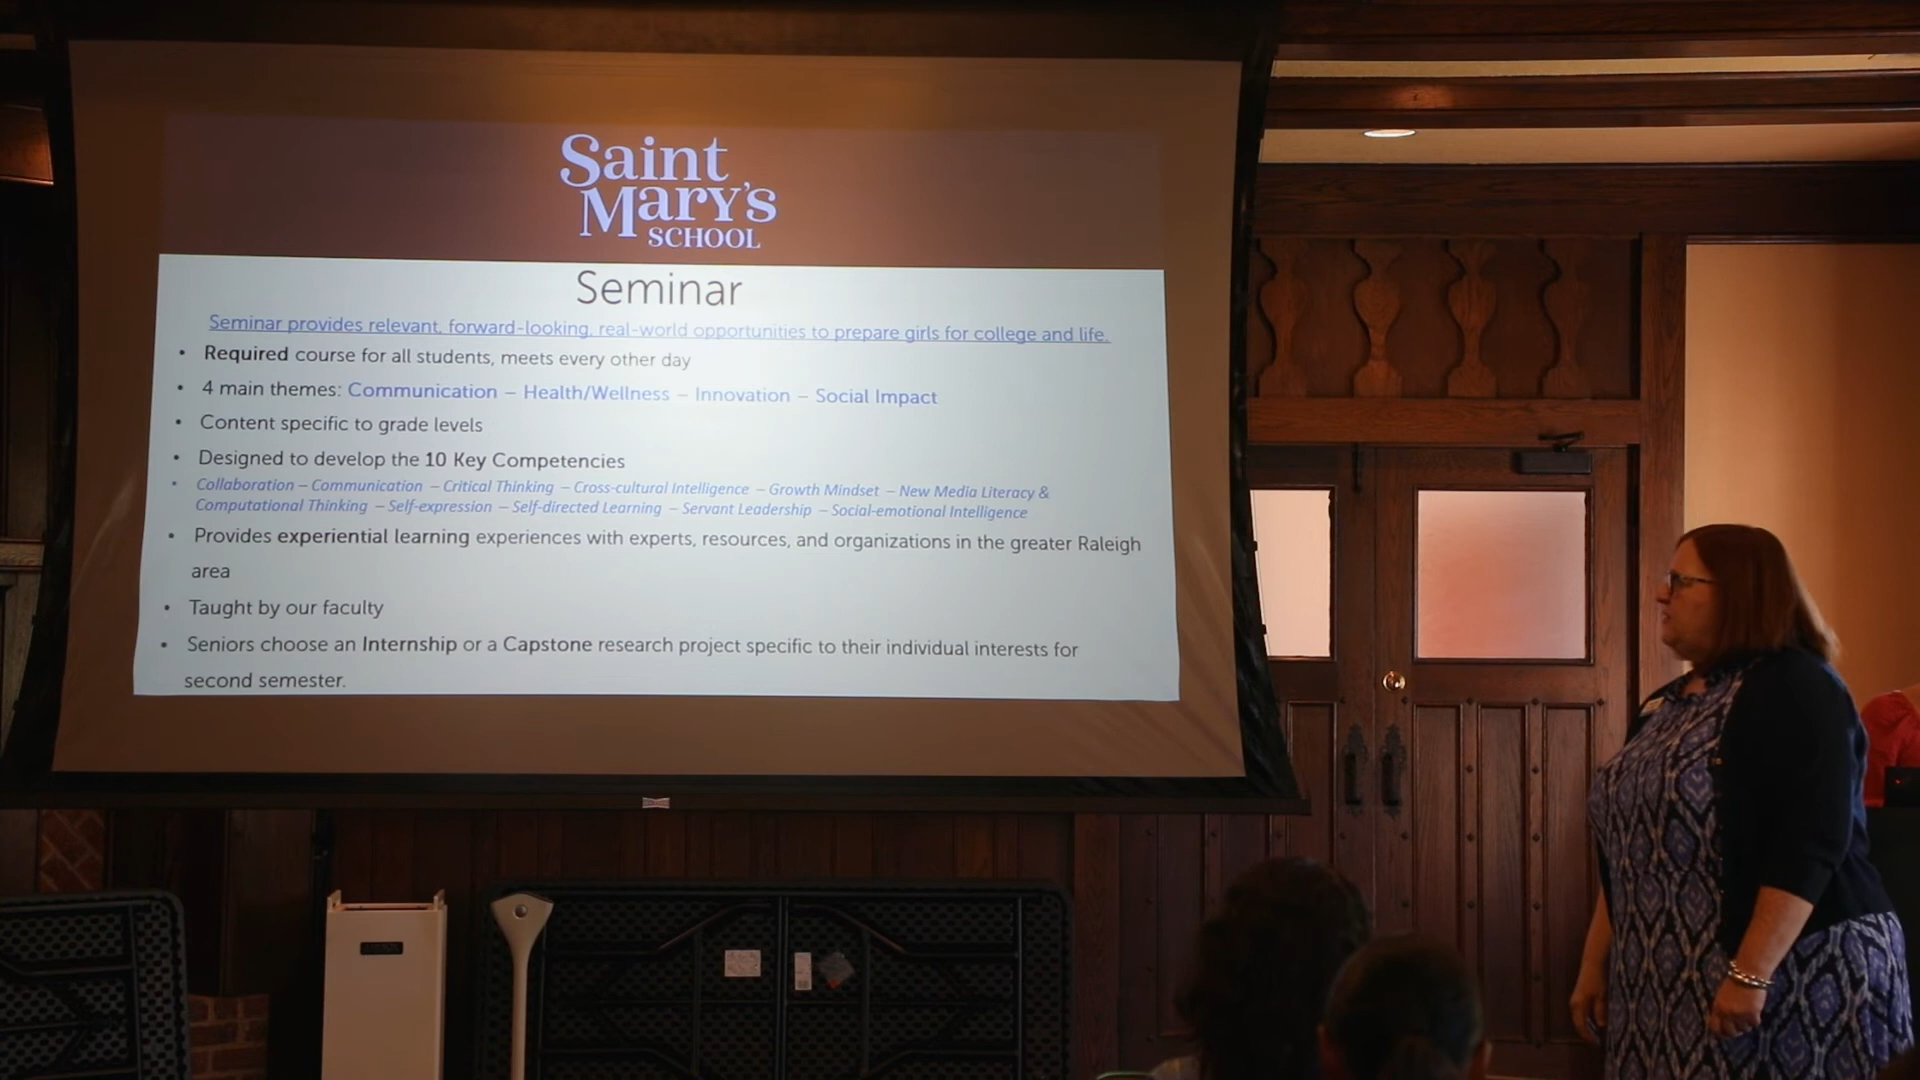 Saint
Mary's
SCHOOL
Seminar
Seminar provides relevant, forward-looking, real-world opportunities to prepare girls for college and life.
• Required course for all students, meets every other day
• 4 main themes: Communication – Health/Wellness – Innovation – Social Impact
• Content specific to grade levels
• Designed to develop the 10 Key Competencies
• Collaboration – Communication – Critical Thinking – Cross-cultural Intelligence – Growth Mindset – New Media Literacy &
Computational Thinking – Self-expression – Self-directed Learning – Servant Leadership – Social-emotional Intelligence
• Provides experiential learning experiences with experts, resources, and organizations in the greater Raleigh
area
• Taught by our faculty
• Seniors choose an Internship or a Capstone research project specific to their individual interests for
second semester.